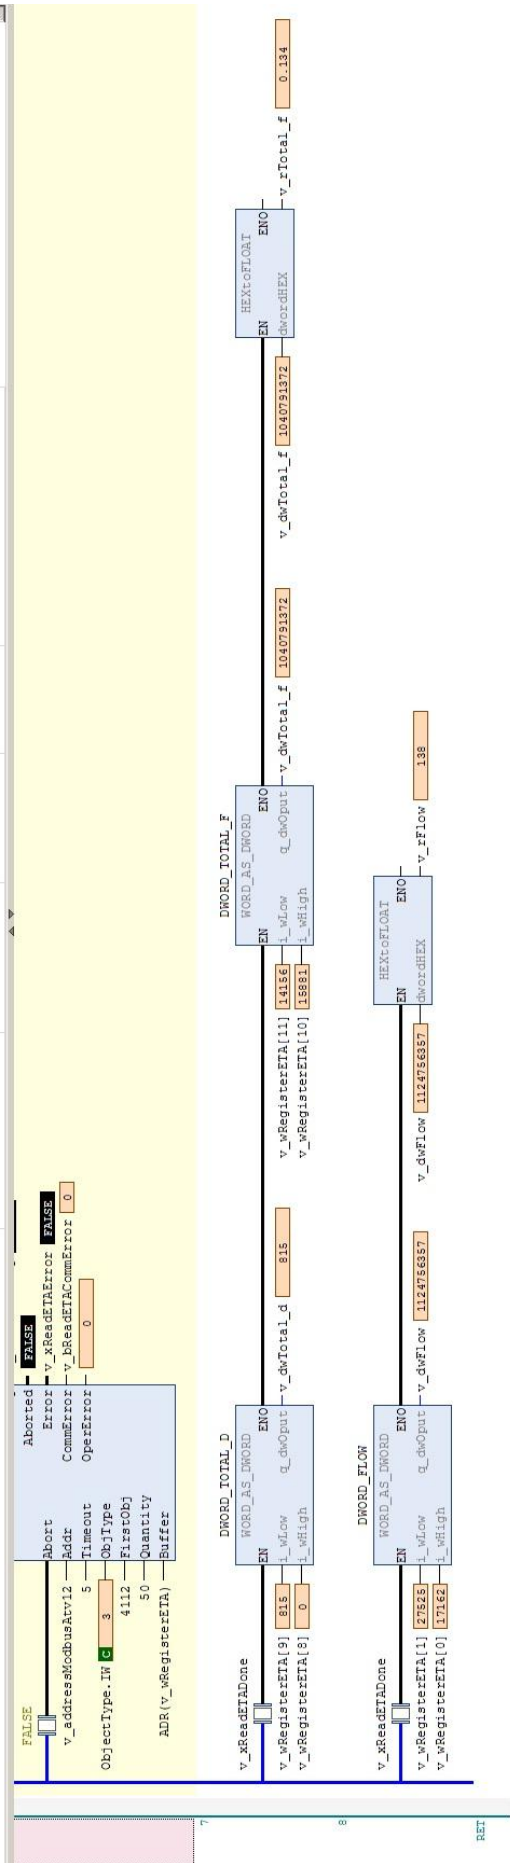 FALSE
Abort
Aborted
FALSE
Error
v_xReadETAError
FALSE
v_addressModbusAtv12
Addr
CommError
v_bReadETACommError
0
5
Timeout
OperError
0
ObjectType.IW
C
3
ObjType
4112
FirstObj
50
Quantity
ADR(v_wRegisterETA)
Buffer
7
DWORD_TOTAL_D
WORD_AS_DWORD
v_xReadETADone
EN
ENO
v_wRegisterETA[9]
815
i_wLow
q_dwOput
v_dwTotal_d
815
v_wRegisterETA[8]
0
i_wHigh
DWORD_TOTAL_F
WORD_AS_DWORD
EN
ENO
v_wRegisterETA[11]
14156
i_wLow
q_dwOput
v_dwTotal_f
1040791372
v_wRegisterETA[10]
15881
i_wHigh
HEXtoFLOAT
EN
ENO
v_dwTotal_f
1040791372
dwordHEX
v_rTotal_f
0.134
8
DWORD_FLOW
WORD_AS_DWORD
v_xReadETADone
EN
ENO
v_wRegisterETA[1]
27525
i_wLow
q_dwOput
v_dwFlow
1124756357
v_wRegisterETA[0]
17162
i_wHigh
HEXtoFLOAT
EN
ENO
v_dwFlow
1124756357
dwordHEX
v_rFlow
138
RET